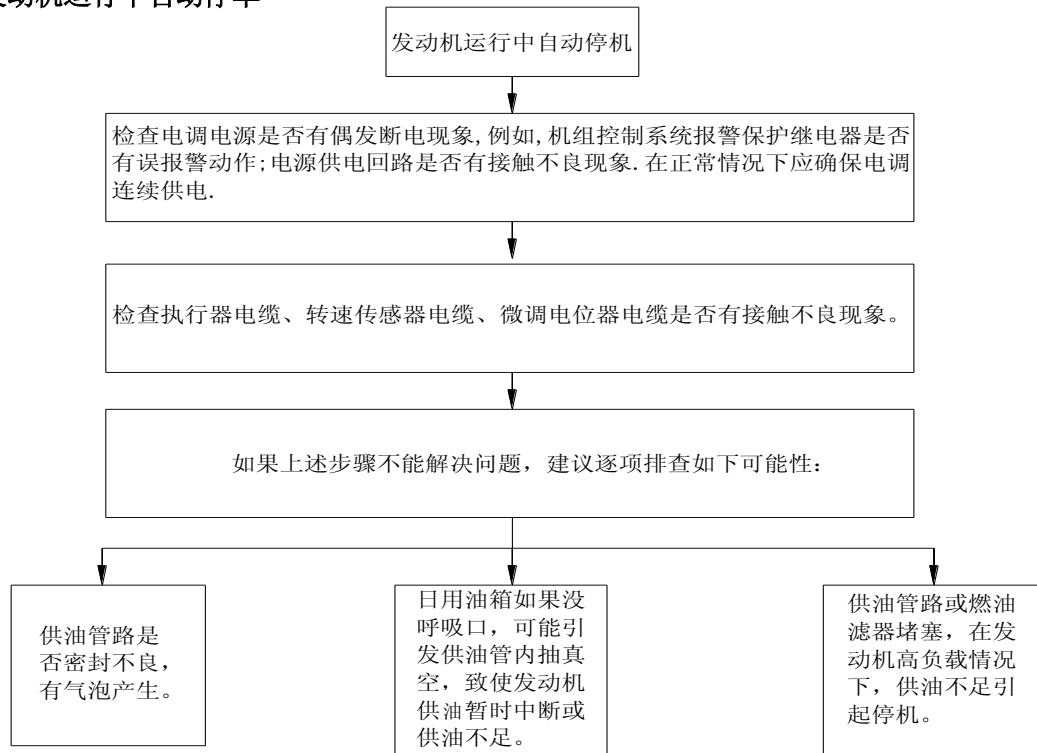 发动机运行中自动停机
检查电调电源是否有偶发断电现象,例如,机组控制系统报警保护继电器是否
有误报警动作;电源供电回路是否有接触不良现象.在正常情况下应确保电调
连续供电.
检查执行器电缆、转速传感器电缆、微调电位器电缆是否有接触不良现象。
如果上述步骤不能解决问题，建议逐项排查如下可能性：
供油管路是
否密封不良，
有气泡产生。
日用油箱如果没
呼吸口，可能引
发供油管内抽真
空，致使发动机
供油暂时中断或
供油不足。
供油管路或燃油
滤器堵塞，在发
动机高负载情况
下，供油不足引
起停机。